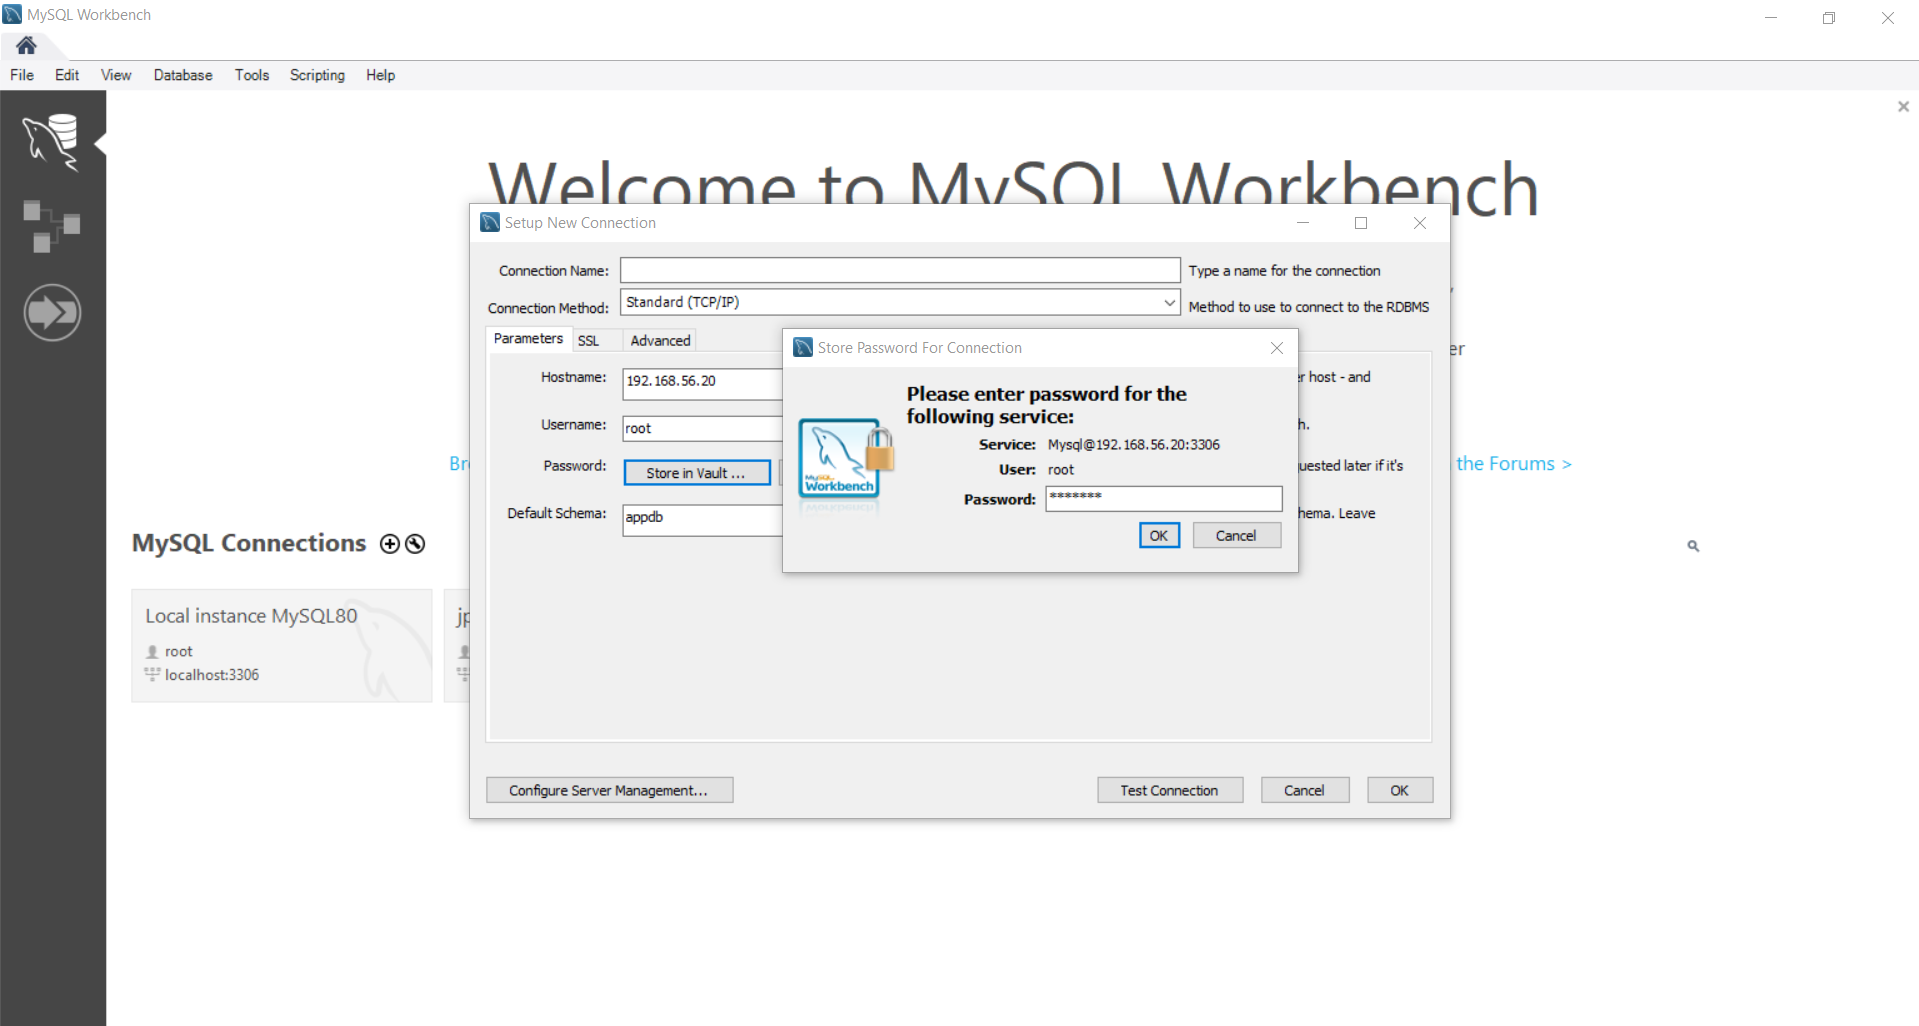 MySQL Workbench
File Edit View Database Tools Scripting Help
Welcome to MySQL Workbench
Setup New Connection
Connection Name: Type a name for the connection
Connection Method: Standard (TCP/IP) Method to use to connect to the RDBMS
Parameters SSL Advanced
Hostname: 192.168.56.20 r host - and
Username: root h.
Password: Store in Vault ... uested later if it's
Default Schema: appdb hema. Leave
Store Password For Connection
Please enter password for the
following service:
Service: Mysql@192.168.56.20:3306
User: root
Password: *******
OK Cancel
MySQL
Workbench
er
Br the Forums >
MySQL Connections
Local instance MySQL80
root
localhost:3306
jp
Configure Server Management... Test Connection Cancel OK